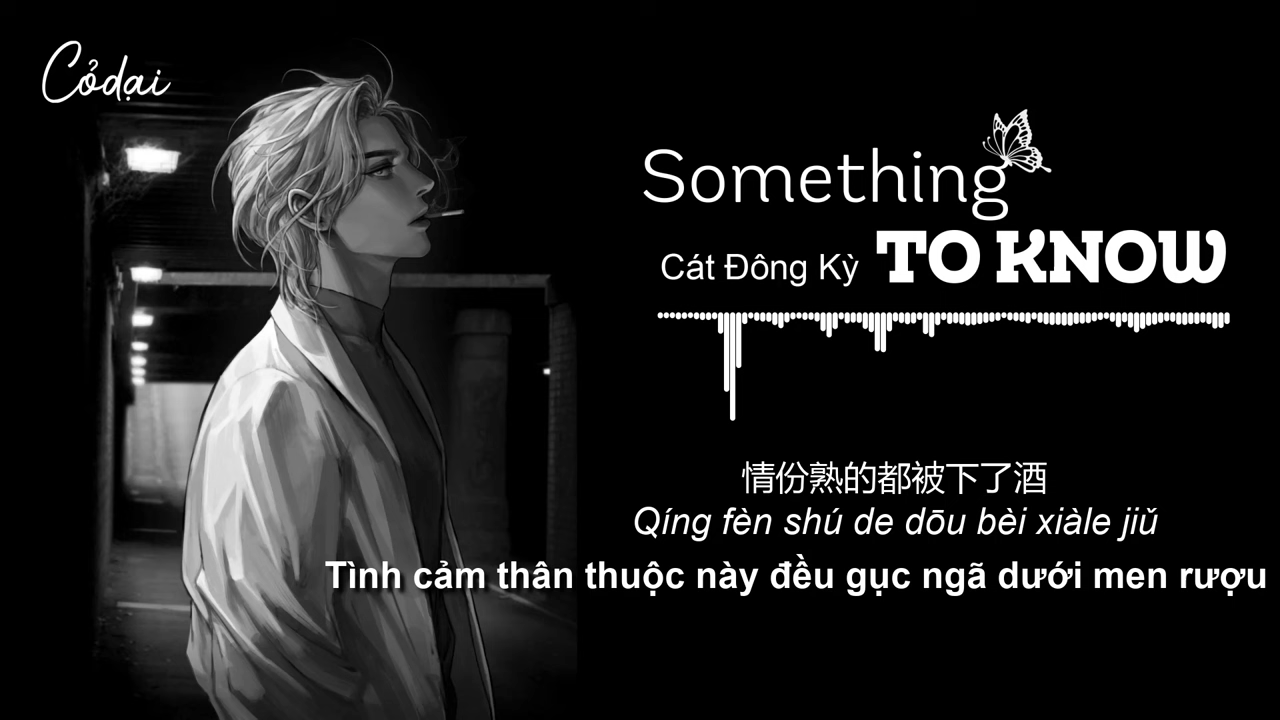 Cỏdại
Something
Cát Đông Kỳ TO KNOW
情份熟的都被下了酒
Qíng fèn shú de dōu bèi xiàle jiǔ
Tình cảm thân thuộc này đều gục ngã dưới men rượu